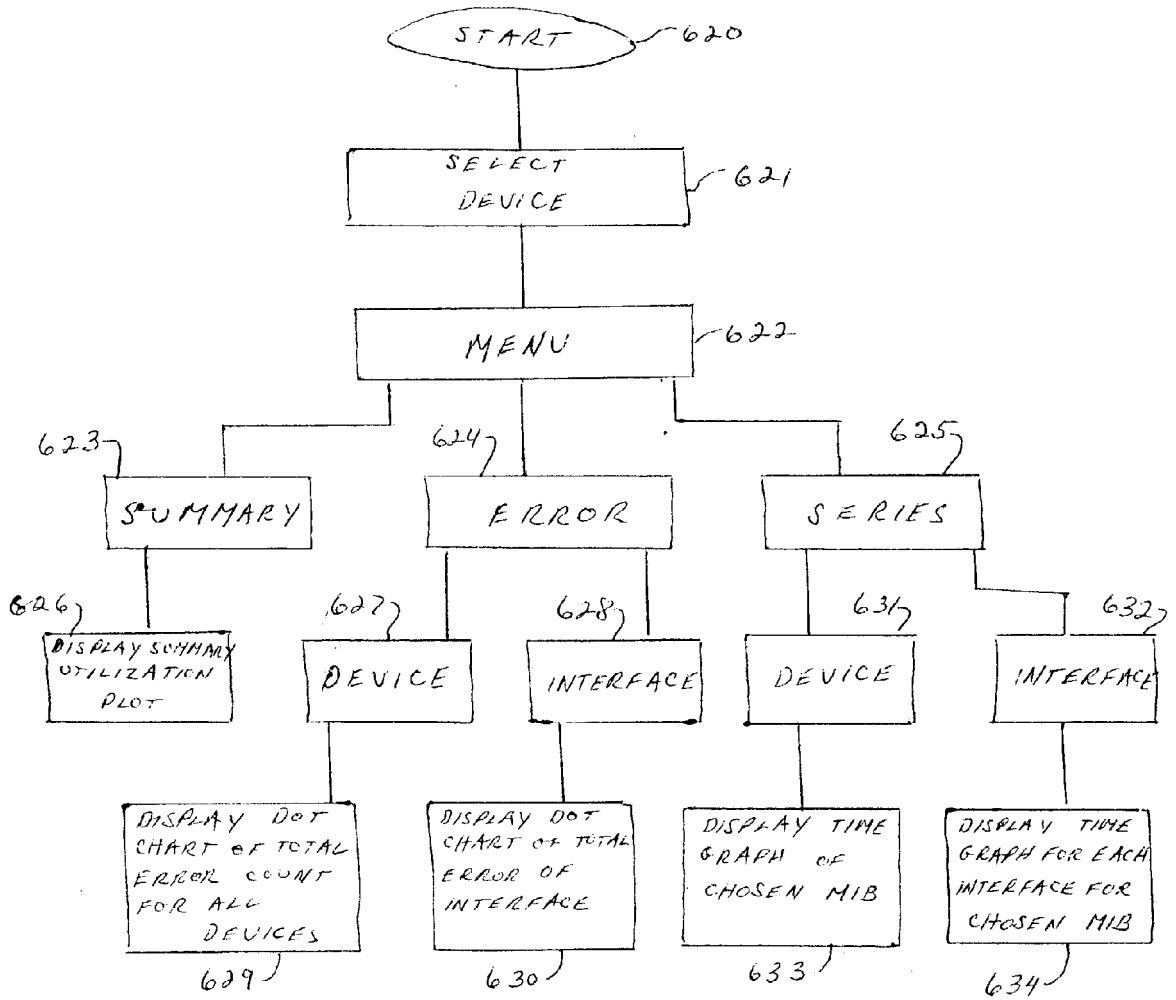 START
620
SELECT
DEVICE
621
MENU
622
623
624
625
SUMMARY
ERROR
SERIES
626
627
628
631
632
DISPLAY SUMMARY
UTILIZATION
PLOT
DEVICE
INTERFACE
DEVICE
INTERFACE
DISPLAY DOT
CHART OF TOTAL
ERROR COUNT
FOR ALL
DEVICES
DISPLAY DOT
CHART OF TOTAL
ERROR OF
INTERFACE
DISPLAY TIME
GRAPH OF
CHOSEN MIB
DISPLAY TIME
GRAPH FOR EACH
INTERFACE FOR
CHOSEN MIB
629
630
633
634